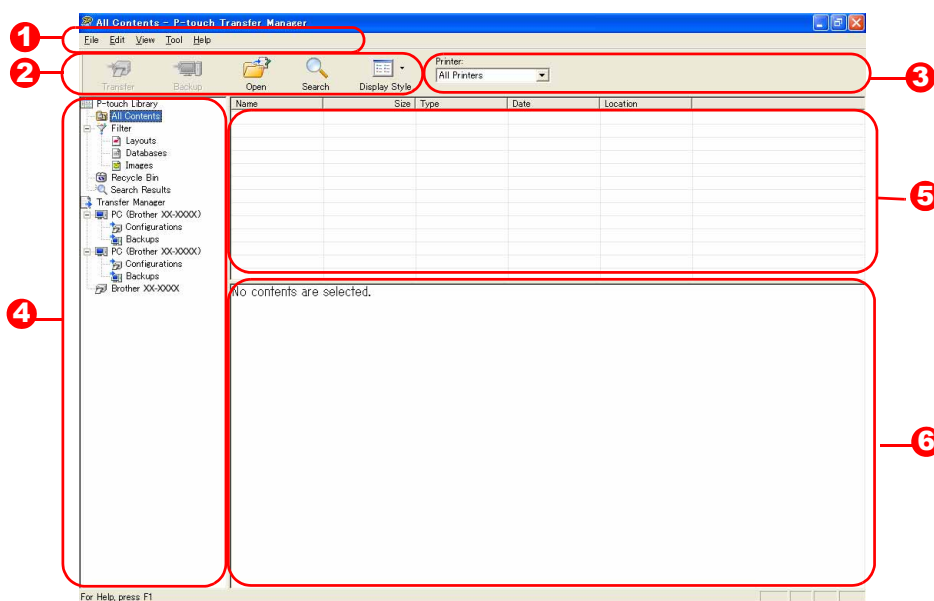 All Contents - P-touch Transfer Manager
1
File Edit View Tool Help
2
Transfer Backup Open Search Display Style
Printer:
All Printers
3
4
P-touch Library
All Contents
Filter
Layouts
Databases
Images
Recycle Bin
Search Results
Transfer Manager
PC (Brother XX-XXXX)
Configurations
Backups
PC (Brother XX-XXXX)
Configurations
Backups
Brother XX-XXXX
Name Size Type Date Location
5
No contents are selected.
6
For Help, press F1